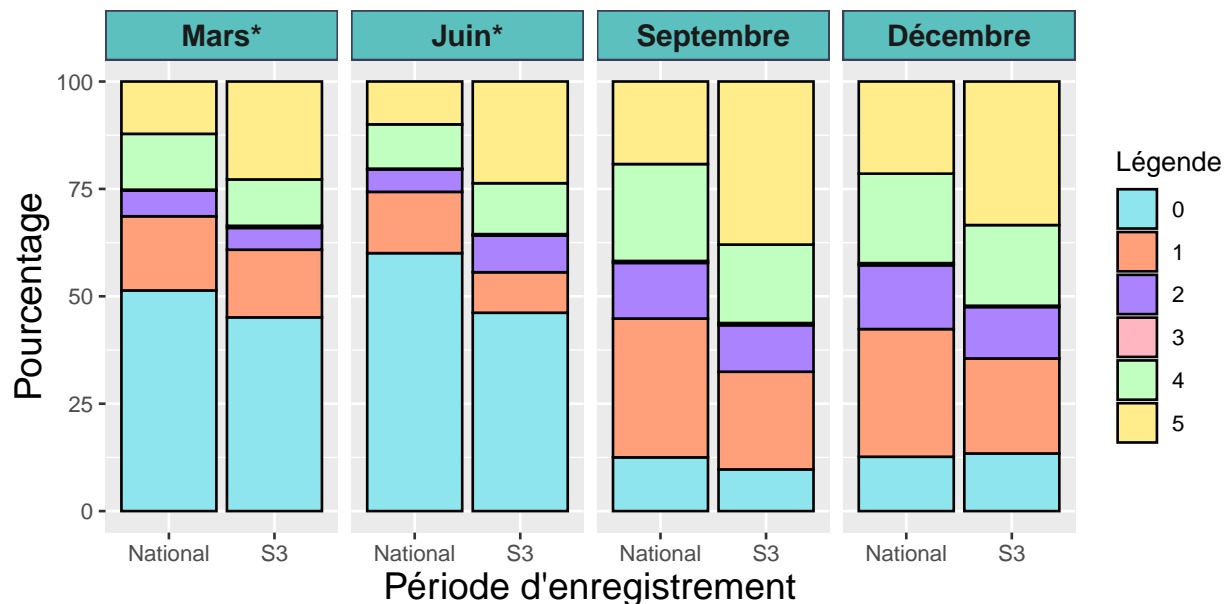 Mars* Juin* Septembre Décembre
100
75
50
25
0
Pourcentage
National S3 National S3 National S3 National S3
Période d'enregistrement
Légende
0
1
2
3
4
5